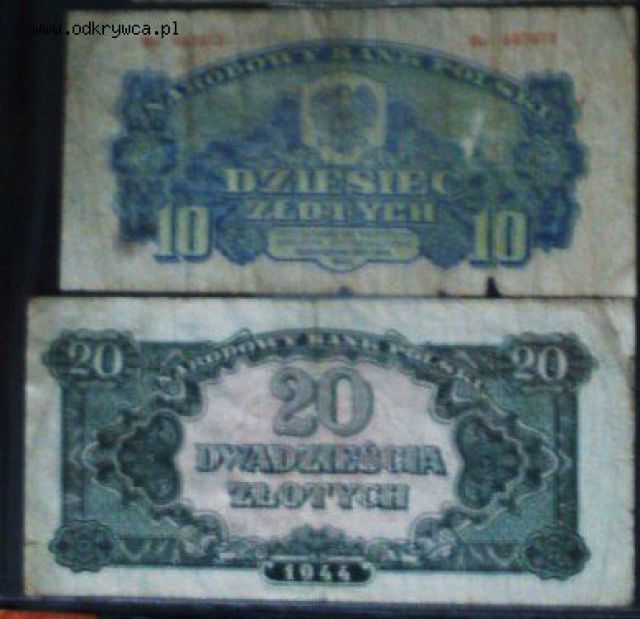 www.odkrywca.pl
NARODOWY BANK POLSKI
DZIESIĘĆ
ZŁOTYCH
10 10
20 20
NARODOWY BANK POLSKI
20
DWADZIEŚCIA
ZŁOTYCH
1944